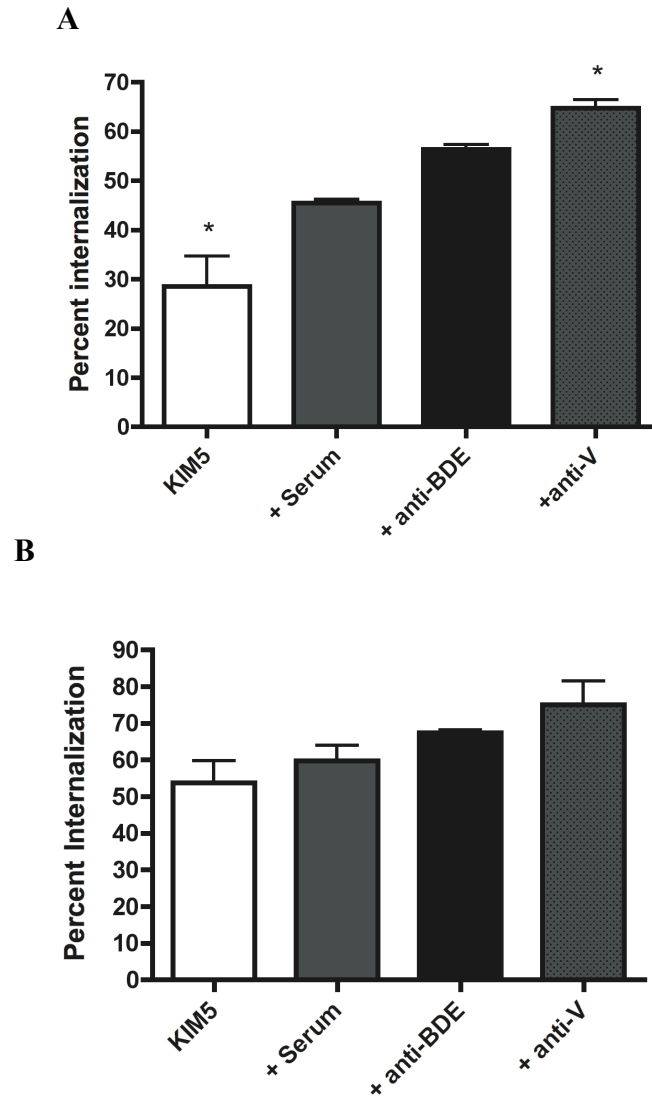 A
*
*
70
60
50
40
30
20
10
0
Percent internalization
KIM5
+ Serum
+ anti-BDE
+anti-V
B
90
80
70
60
50
40
30
20
10
0
Percent Internalization
KIM5
+ Serum
+ anti-BDE
+ anti-V